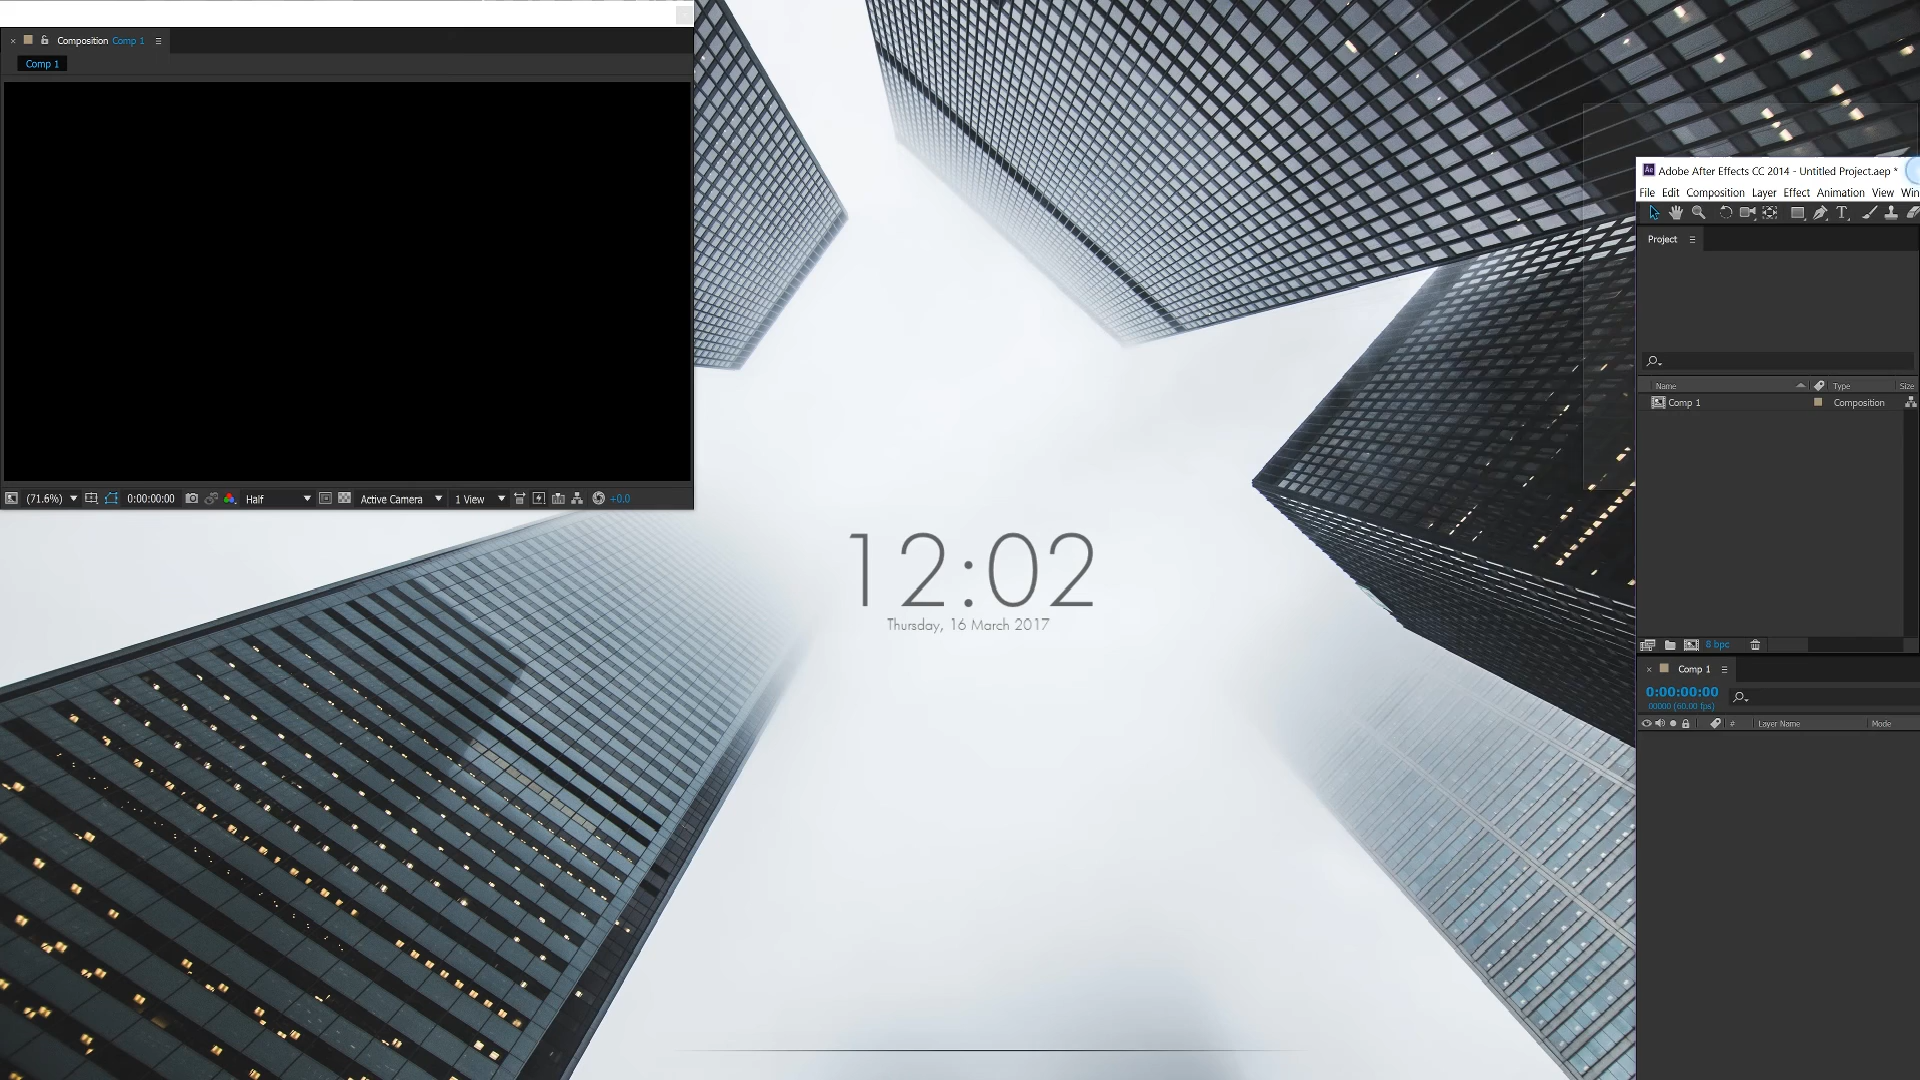 Composition Comp 1
Comp 1
(71.6%) 0:00:00:00 Half Active Camera 1 View +0.0
12:02
Thursday, 16 March 2017
Adobe After Effects CC 2014 - Untitled Project.aep *
File Edit Composition Layer Effect Animation View Win
Project
Name Type Size
Comp 1 Composition
8 bpc
Comp 1
0:00:00:00
00000 (60.00 fps)
# Layer Name Mode